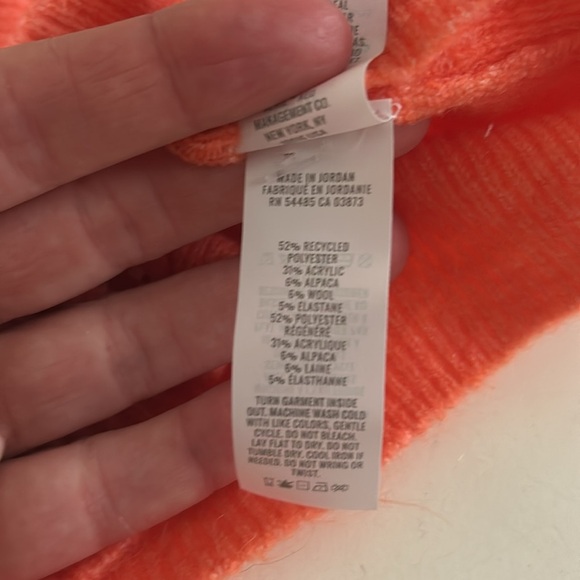 MANAGEMENT CO.
NEW YORK, NY
MADE IN JORDAN
FABRIQUÉ EN JORDANIE
RN 54485 CA 03873
52% RECYCLED
POLYESTER
31% ACRYLIC
6% ALPACA
6% WOOL
5% ELASTANE
52% POLYESTER
RÉGÉNÉRÉ
31% ACRYLIQUE
6% ALPAGA
6% LAINE
5% ÉLASTHANNE
TURN GARMENT INSIDE
OUT. MACHINE WASH COLD
WITH LIKE COLORS, GENTLE
CYCLE. DO NOT BLEACH.
LAY FLAT TO DRY. DO NOT
TUMBLE DRY. COOL IRON IF
NEEDED. DO NOT WRING OR
TWIST.